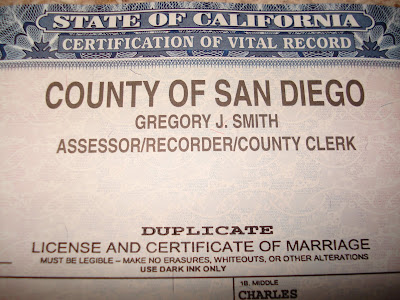 STATE OF CALIFORNIA
CERTIFICATION OF VITAL RECORD
COUNTY OF SAN DIEGO
GREGORY J. SMITH
ASSESSOR/RECORDER/COUNTY CLERK
DUPLICATE
LICENSE AND CERTIFICATE OF MARRIAGE
MUST BE LEGIBLE – MAKE NO ERASURES, WHITEOUTS, OR OTHER ALTERATIONS
USE DARK INK ONLY
1B. MIDDLE
CHARLES